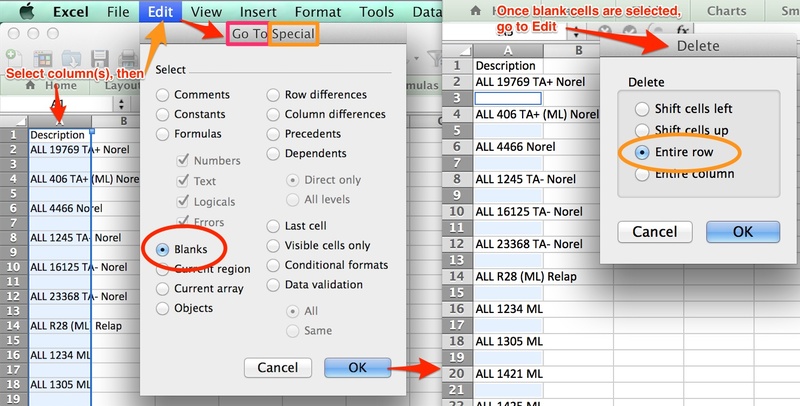 Excel File Edit View Insert Format Tools Data
Select column(s), then
Home
A
B
1 Description
2 ALL 19769 TA+ Norel
3
4 ALL 406 TA+ (ML) Norel
5
6 ALL 4466 Norel
7
8 ALL 1245 TA- Norel
9
10 ALL 16125 TA- Norel
11
12 ALL 23368 TA- Norel
13
14 ALL R28 (ML) Relap
15
16 ALL 1234 ML
17
18 ALL 1305 ML
Go To Special
Select
Comments
Constants
Formulas
Numbers
Text
Logicals
Errors
Blanks
Current region
Current array
Objects
Row differences
Column differences
Precedents
Dependents
Direct only
All levels
Last cell
Visible cells only
Conditional formats
Data validation
All
Same
Cancel
OK
Once blank cells are selected,
go to Edit
Charts
A
B
1 Description
2 ALL 19769 TA+ Norel
3
4 ALL 406 TA+ (ML) Norel
5
6 ALL 4466 Norel
7
8 ALL 1245 TA- Norel
9
10 ALL 16125 TA- Norel
11
12 ALL 23368 TA- Norel
13
14 ALL R28 (ML) Relap
15
16 ALL 1234 ML
17
18 ALL 1305 ML
19
20 ALL 1421 ML
21
22 ALL 1425 ML
Delete
Delete
Shift cells left
Shift cells up
Entire row
Entire column
Cancel
OK